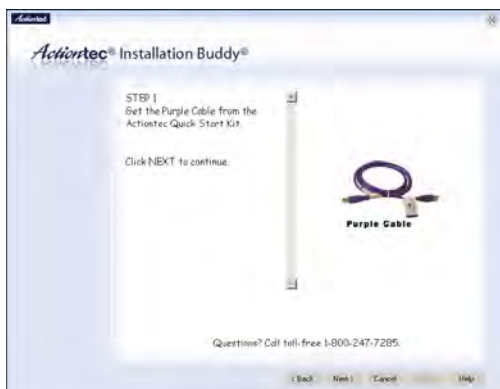 Actiontec
Actiontec® Installation Buddy®
STEP 1
Get the Purple Cable from the
Actiontec Quick Start Kit.
Click NEXT to continue.
Purple Cable
Questions? Call toll-free 1-800-247-7285.
< Back Next > Cancel Help